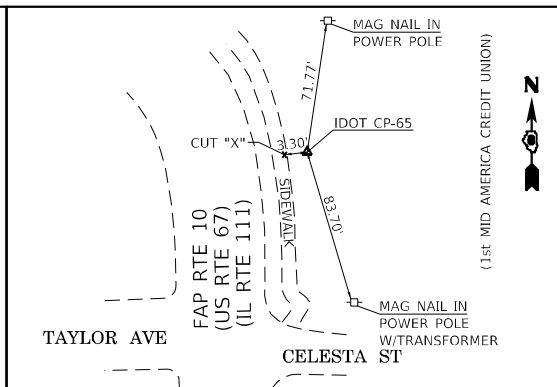 MAG NAIL IN
POWER POLE
71.77'
(1st MID AMERICA CREDIT UNION)
N
IDOT CP-65
CUT "X"
3.30'
SIDEWALK
83.70'
FAP RTE 10
(US RTE 67)
(IL RTE 111)
MAG NAIL IN
POWER POLE
W/TRANSFORMER
TAYLOR AVE
CELESTA ST